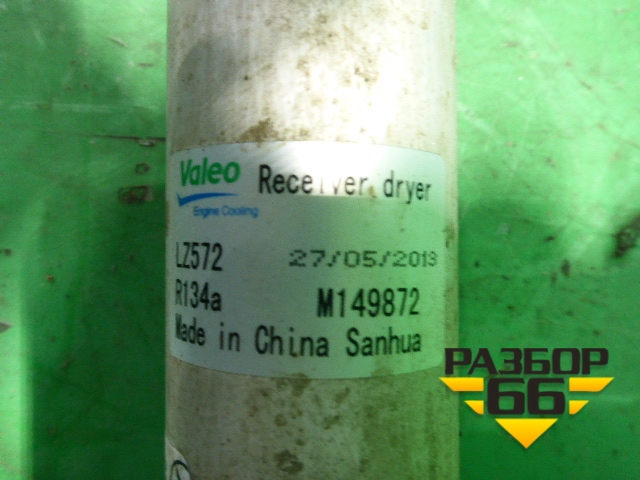 Valeo Receiver dryer
Engine Cooling
LZ572 27/05/2013
R134a M149872
Made in China Sanhua
РАЗБОР
66